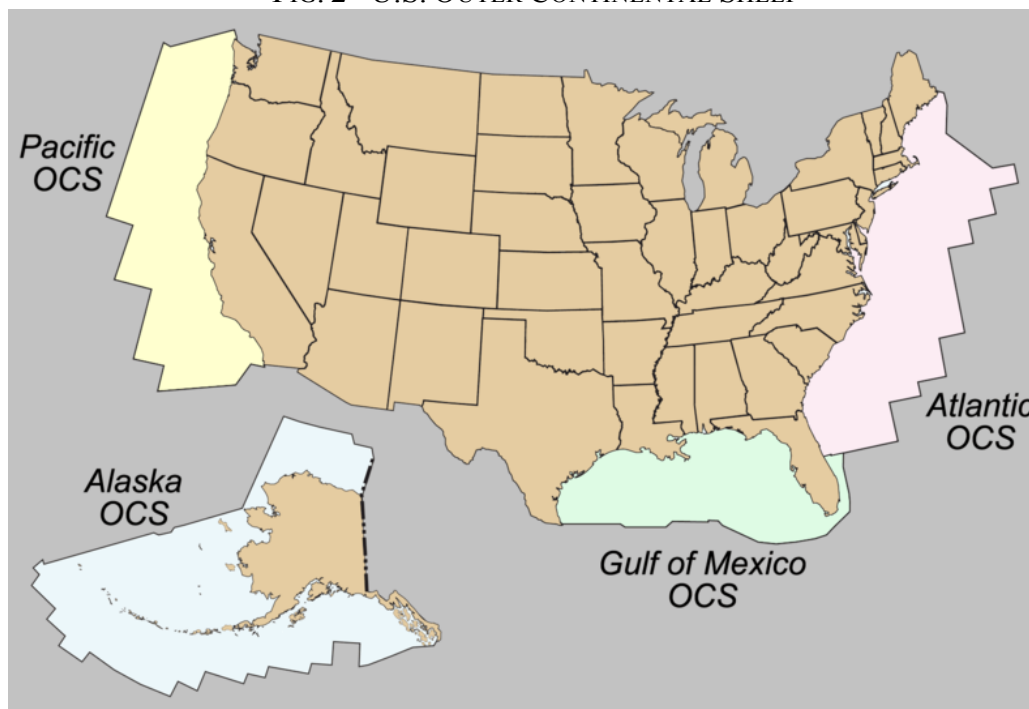 FIG. 2 - U.S. OUTER CONTINENTAL SHELF
Pacific
OCS
Atlantic
OCS
Alaska
OCS
Gulf of Mexico
OCS